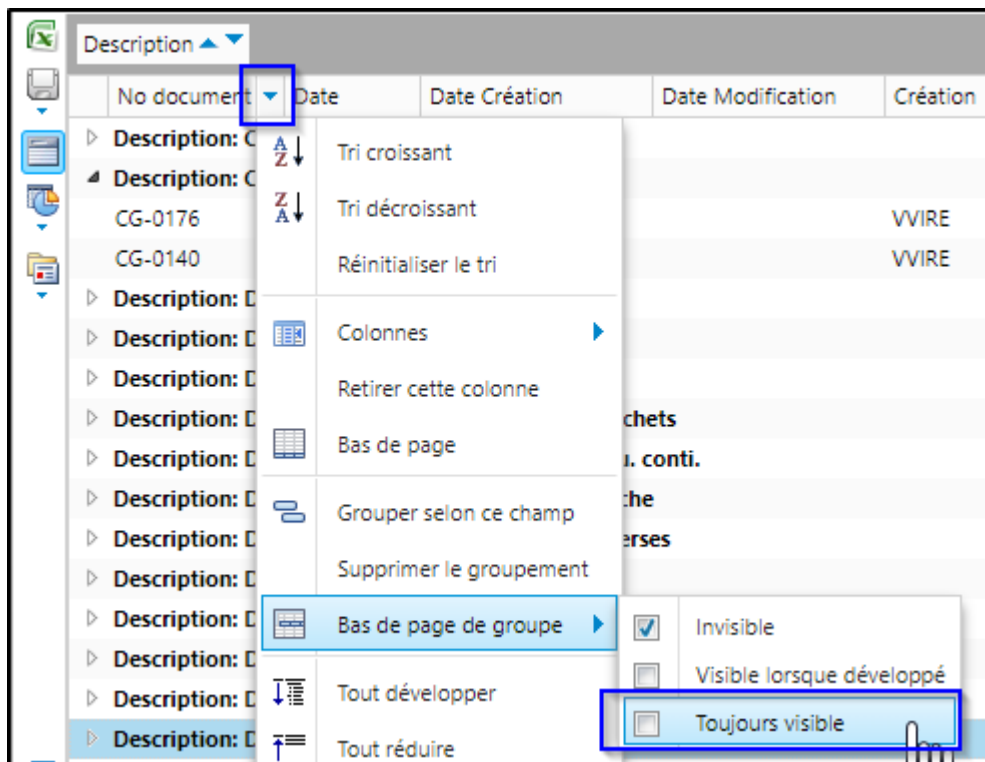 Description
No document Date Date Création Date Modification Création
Description: C
Description: C
CG-0176 VVIRE
CG-0140 VVIRE
Description: D
Description: D
Description: D
Description: D chets
Description: D u. conti.
Description: D che
Description: D erses
Description: D
Description: D
Description: D
Description: D
Description: D
Tri croissant
Tri décroissant
Réinitialiser le tri
Colonnes
Retirer cette colonne
Bas de page
Grouper selon ce champ
Supprimer le groupement
Bas de page de groupe
Tout développer
Tout réduire
Invisible
Visible lorsque développé
Toujours visible